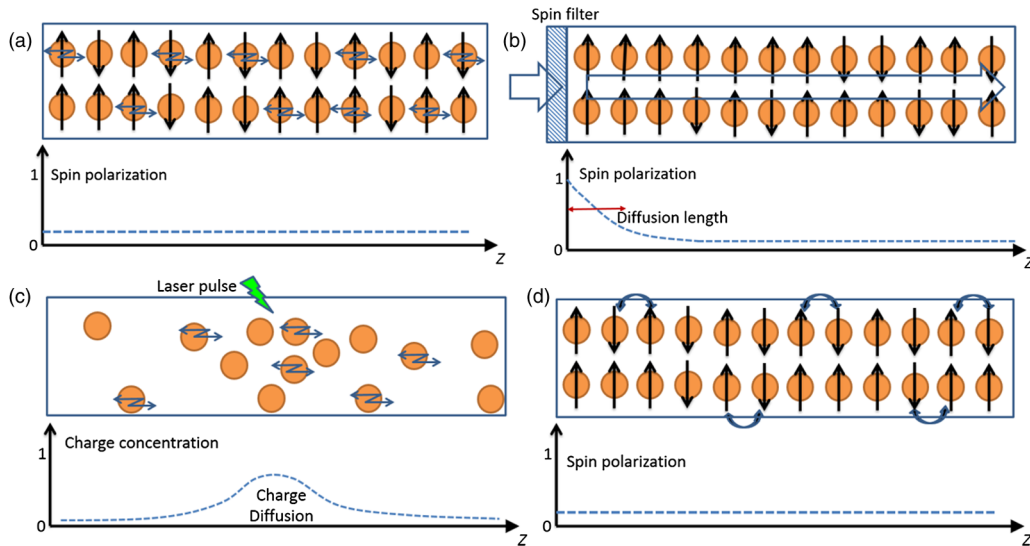 (a)
1
Spin polarization
0
z
Spin filter
(b)
1
Spin polarization
Diffusion length
0
z
(c)
Laser pulse
Charge concentration
1
Charge
Diffusion
0
z
(d)
1
Spin polarization
0
z